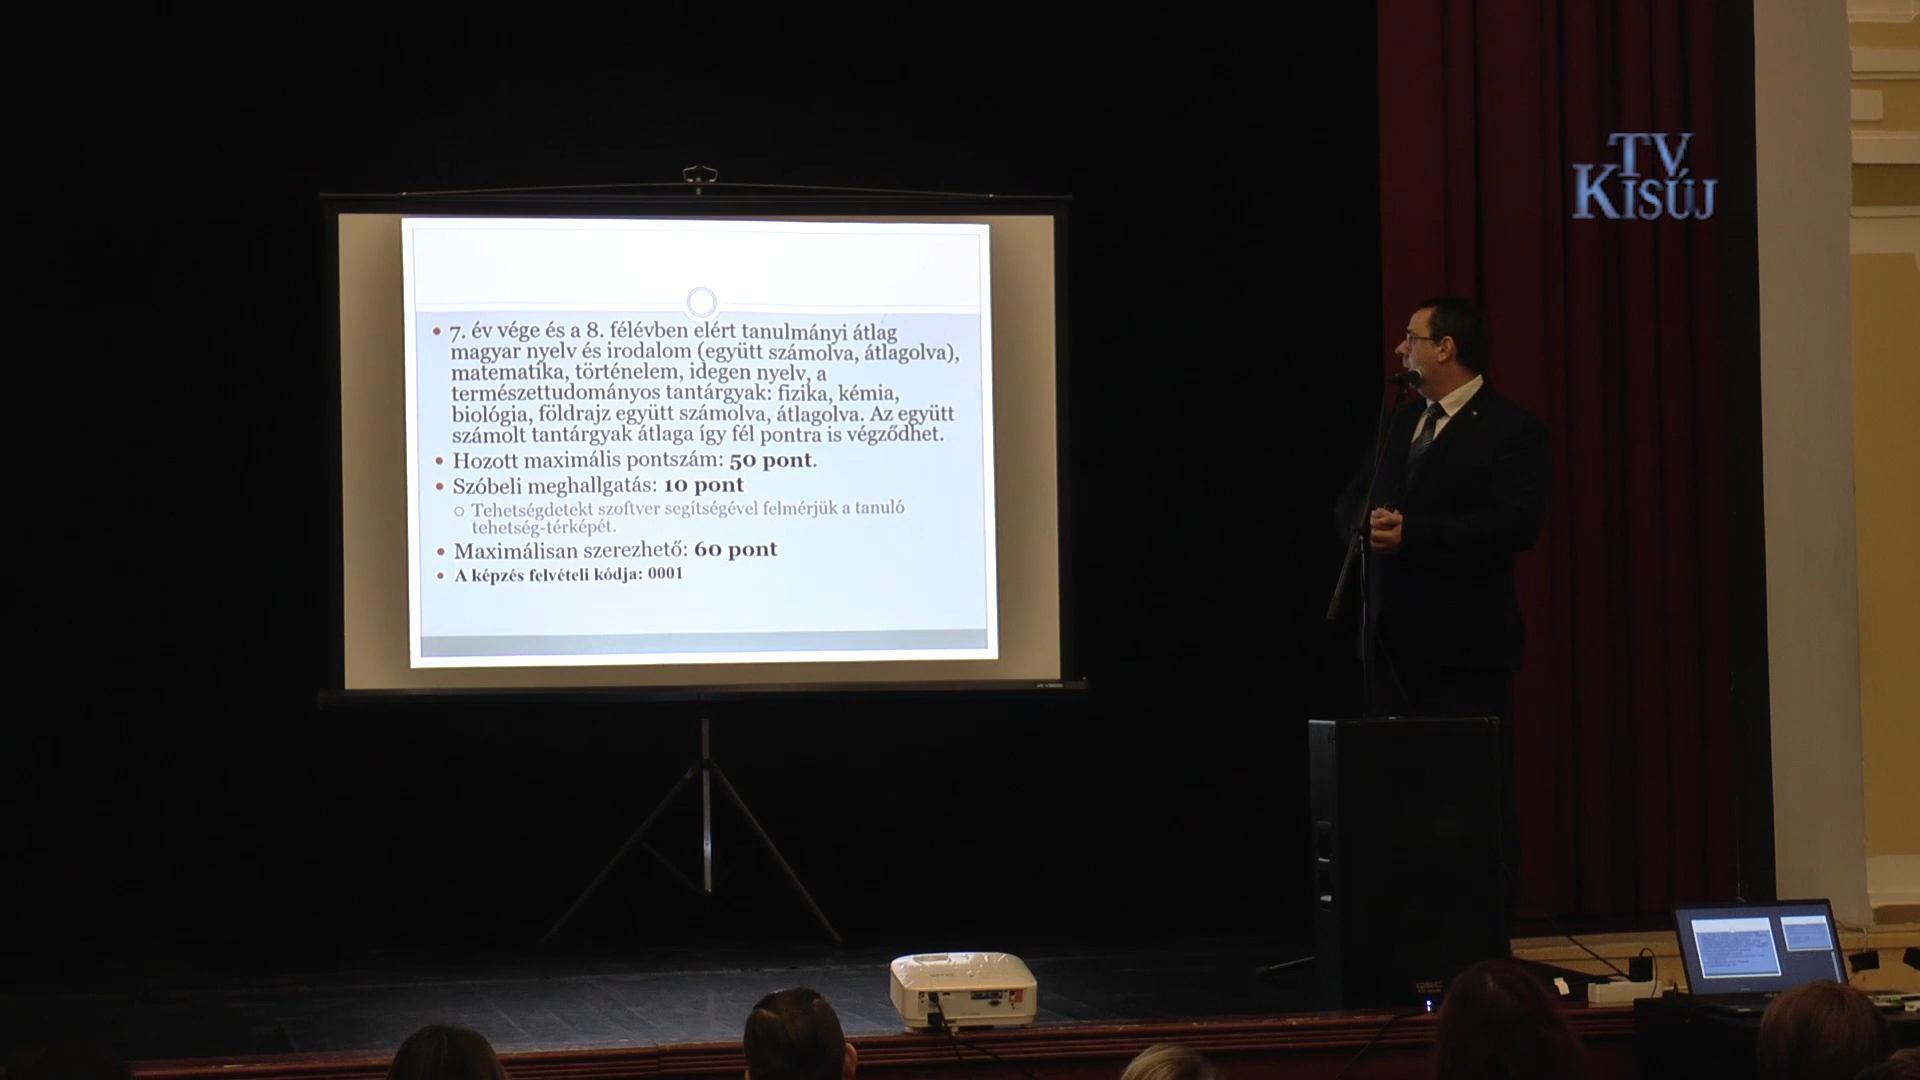 TV
KISÚJ
• 7. év vége és a 8. félévben elért tanulmányi átlag
magyar nyelv és irodalom (együtt számolva, átlagolva),
matematika, történelem, idegen nyelv, a
természettudományos tantárgyak: fizika, kémia,
biológia, földrajz együtt számolva, átlagolva. Az együtt
számolt tantárgyak átlaga így fél pontra is végződhet.
• Hozott maximális pontszám: 50 pont.
• Szóbeli meghallgatás: 10 pont
○ Tehetségdetekt szoftver segítségével felmérjük a tanuló
tehetség-térképét.
• Maximálisan szerezhető: 60 pont
• A képzés felvételi kódja: 0001